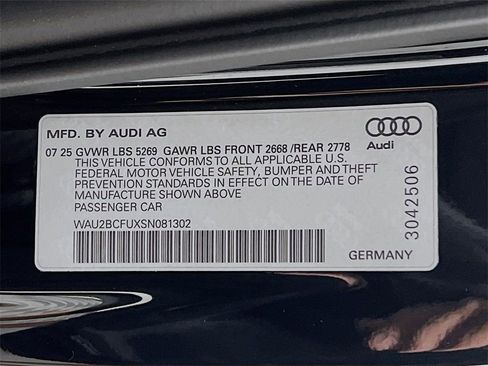 MFD. BY AUDI AG
07 25 GVWR LBS 5269 GAWR LBS FRONT 2668 /REAR 2778
THIS VEHICLE CONFORMS TO ALL APPLICABLE U.S.
FEDERAL MOTOR VEHICLE SAFETY, BUMPER AND THEFT
PREVENTION STANDARDS IN EFFECT ON THE DATE OF
MANUFACTURE SHOWN ABOVE
PASSENGER CAR
WAU2BCFUXSN081302
Audi
3042506
GERMANY